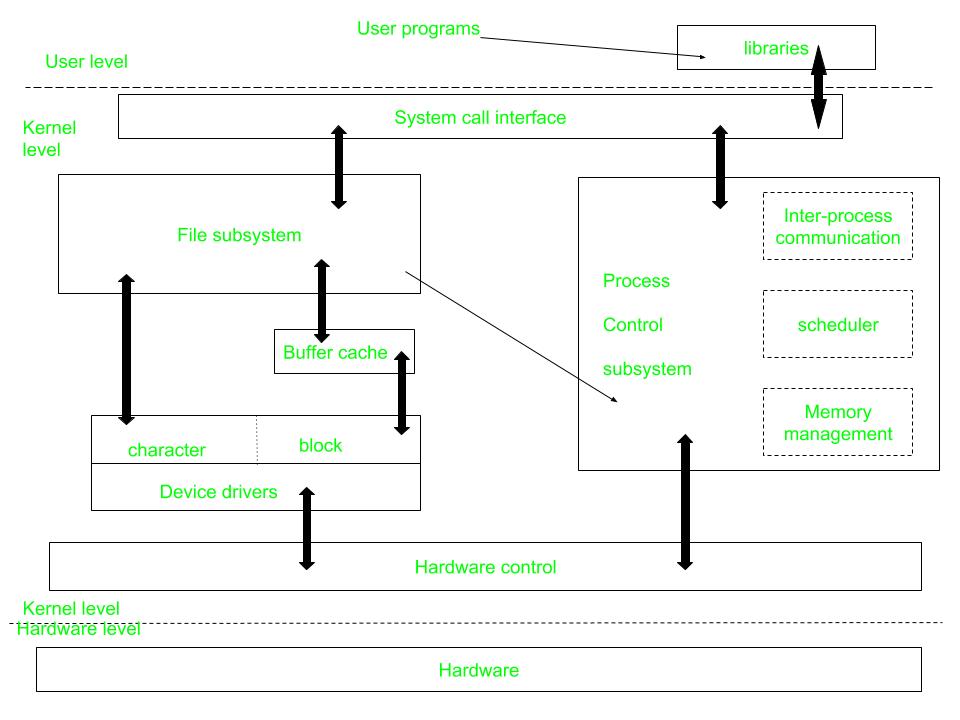 User programs
libraries
User level
System call interface
Kernel
level
File subsystem
Inter-process
communication
Process
Control
subsystem
scheduler
Buffer cache
Memory
management
character
block
Device drivers
Hardware control
Kernel level
Hardware level
Hardware